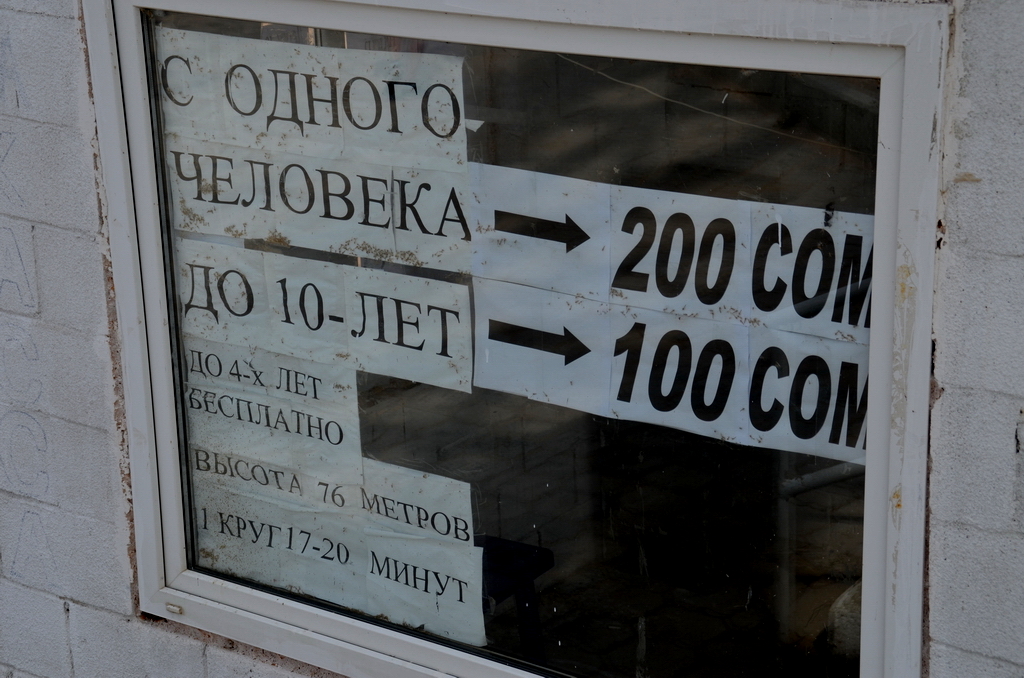 С ОДНОГО
ЧЕЛОВЕКА → 200 СОМ
ДО 10-ЛЕТ → 100 СОМ
ДО 4-Х ЛЕТ
БЕСПЛАТНО
ВЫСОТА 76 МЕТРОВ
1 КРУГ 17-20 МИНУТ